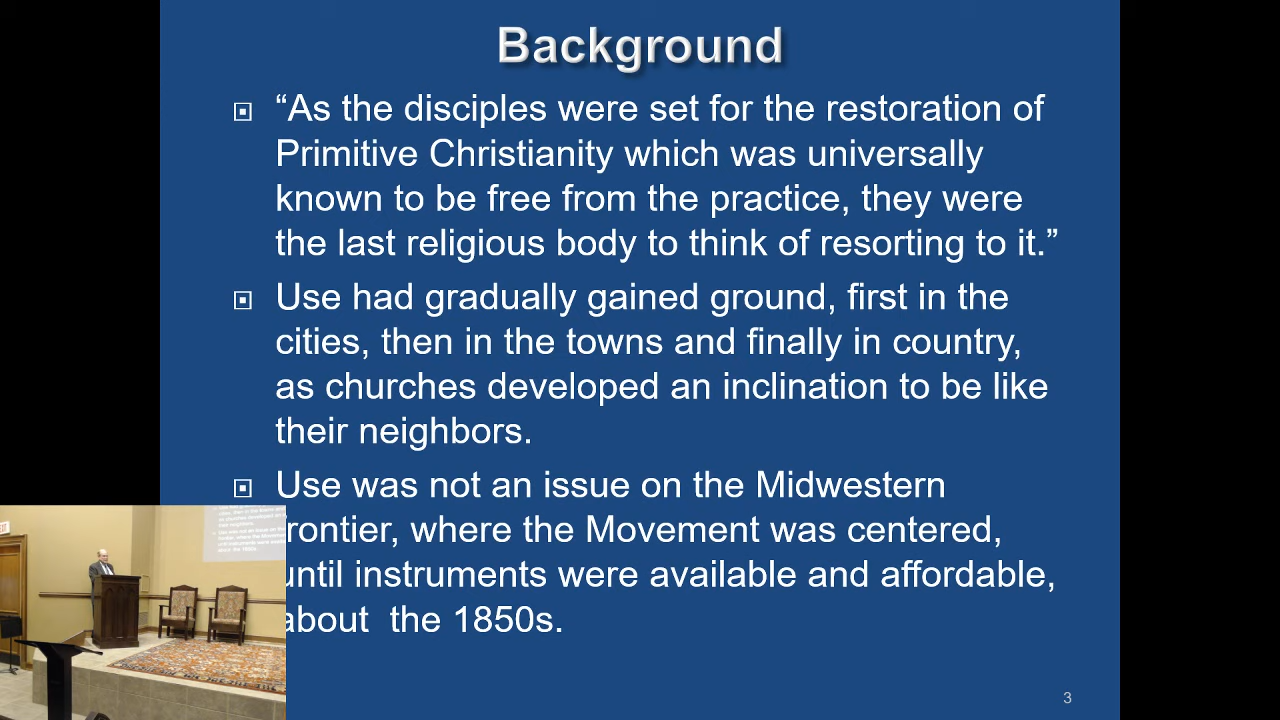 Background
“As the disciples were set for the restoration of
Primitive Christianity which was universally
known to be free from the practice, they were
the last religious body to think of resorting to it.”
Use had gradually gained ground, first in the
cities, then in the towns and finally in country,
as churches developed an inclination to be like
their neighbors.
Use was not an issue on the Midwestern
rontier, where the Movement was centered,
until instruments were available and affordable,
about the 1850s.
3